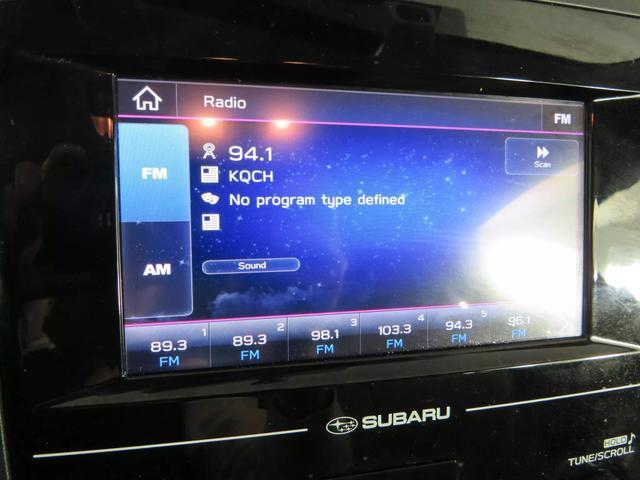 Radio
FM
FM
94.1
Scan
KQCH
No program type defined
AM
Sound
1 2 3 4 5
89.3 89.3 98.1 103.3 94.3 96.1
FM FM FM FM FM FM
SUBARU
HOLD
TUNE/SCROLL